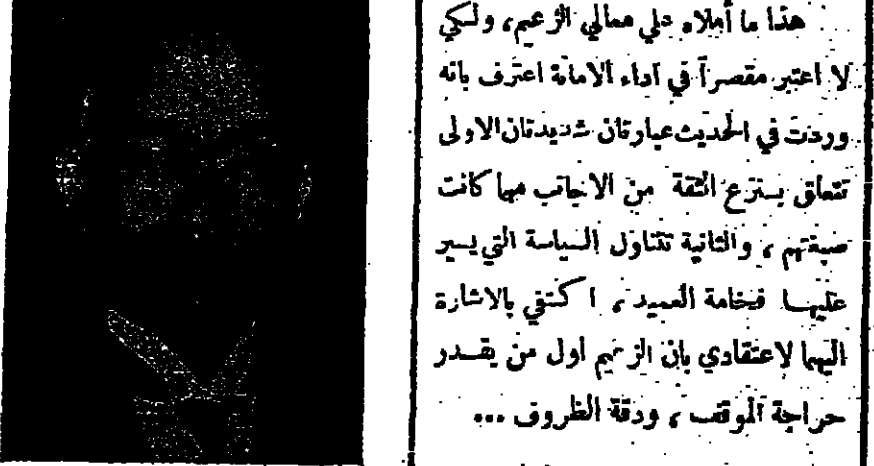 هذا ما أملاه علي معالي الزعيم، ولكي
لا اعتبر مقصراً في اداء الامانة اعترف بانه
وردت في الحديث عبارتان شديدتان الاولى
تتعلق بنزع الثقة من الاجانب مهما كانت
صبغتهم، والثانية تتناول السياسة التي يسير
عليها فخامة العميد، اكتفي بالاشارة
اليهما لاعتقادي بان الزعيم اول من يقدر
حراجة الموقف، ودقة الظروف ...